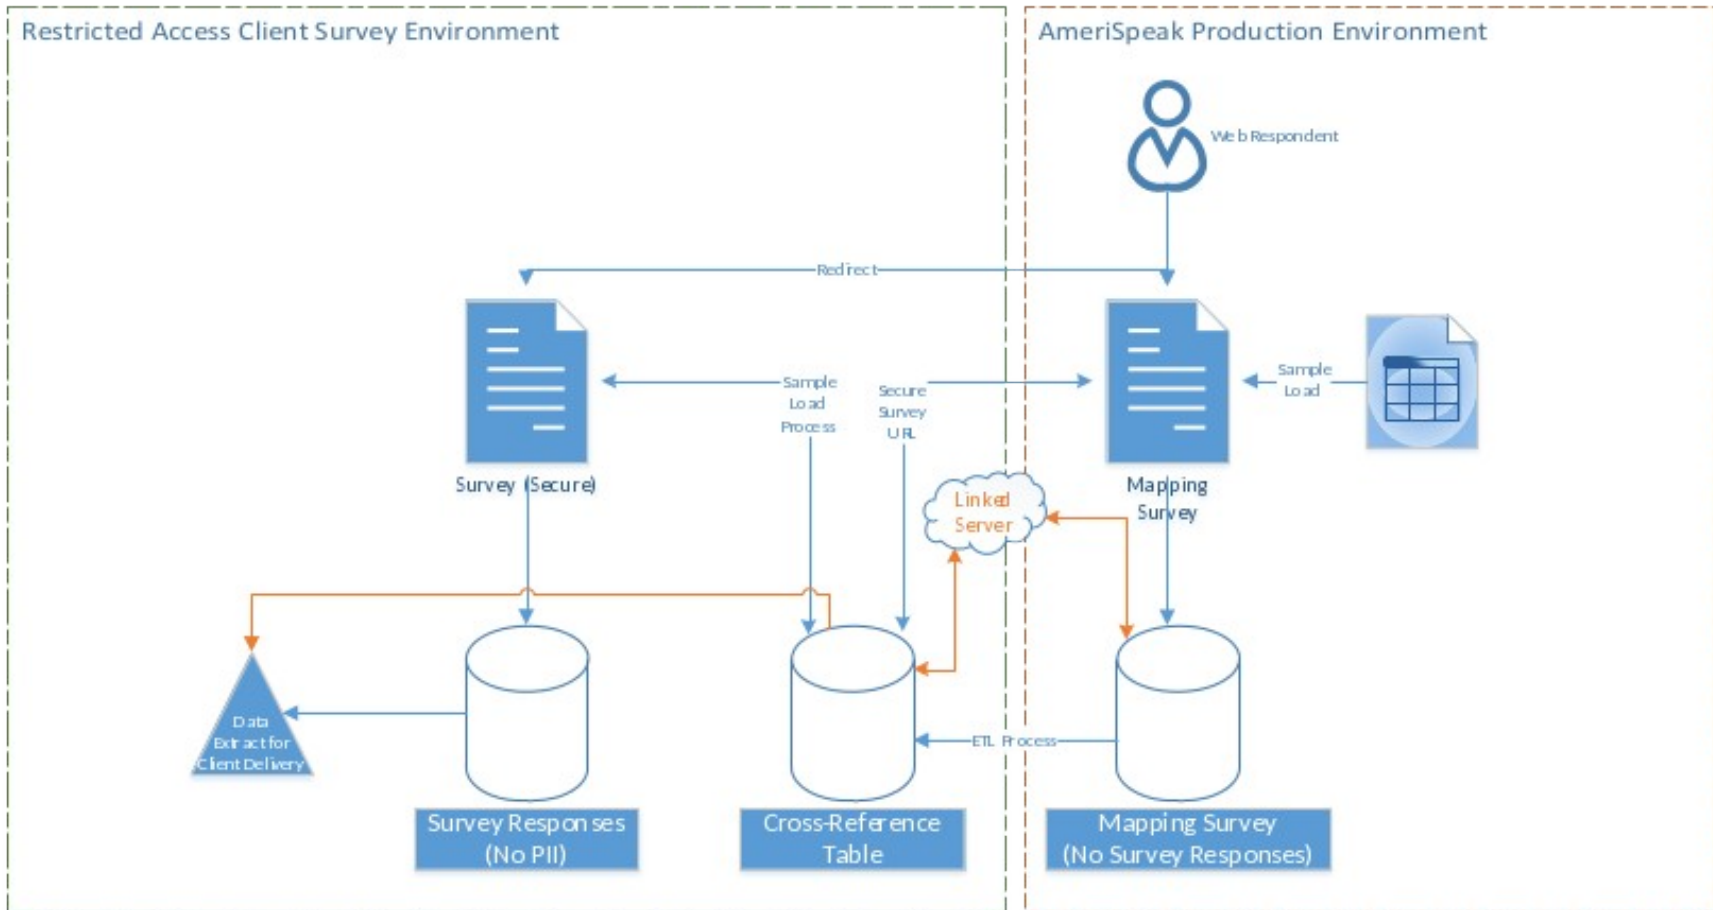 Restricted Access Client Survey Environment
AmeriSpeak Production Environment
Web Respondent
Redirect
Sample
Load
Process
Secure
Survey
URL
Sample
Load
Survey (Secure)
Mapping
Survey
Linked
Server
Data
Extract for
Client Delivery
ETL Process
Survey Responses
(No PII)
Cross-Reference
Table
Mapping Survey
(No Survey Responses)